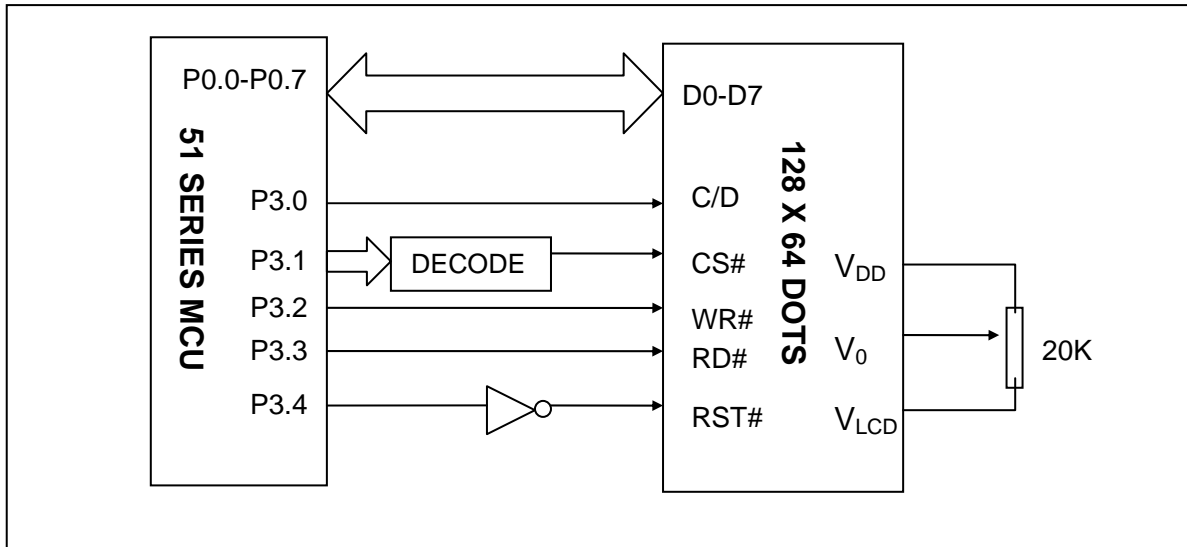 51 SERIES MCU
P0.0-P0.7
P3.0
P3.1
P3.2
P3.3
P3.4
DECODE
D0-D7
C/D
CS#
WR#
RD#
RST#
128 X 64 DOTS
VDD
V0
VLCD
20K